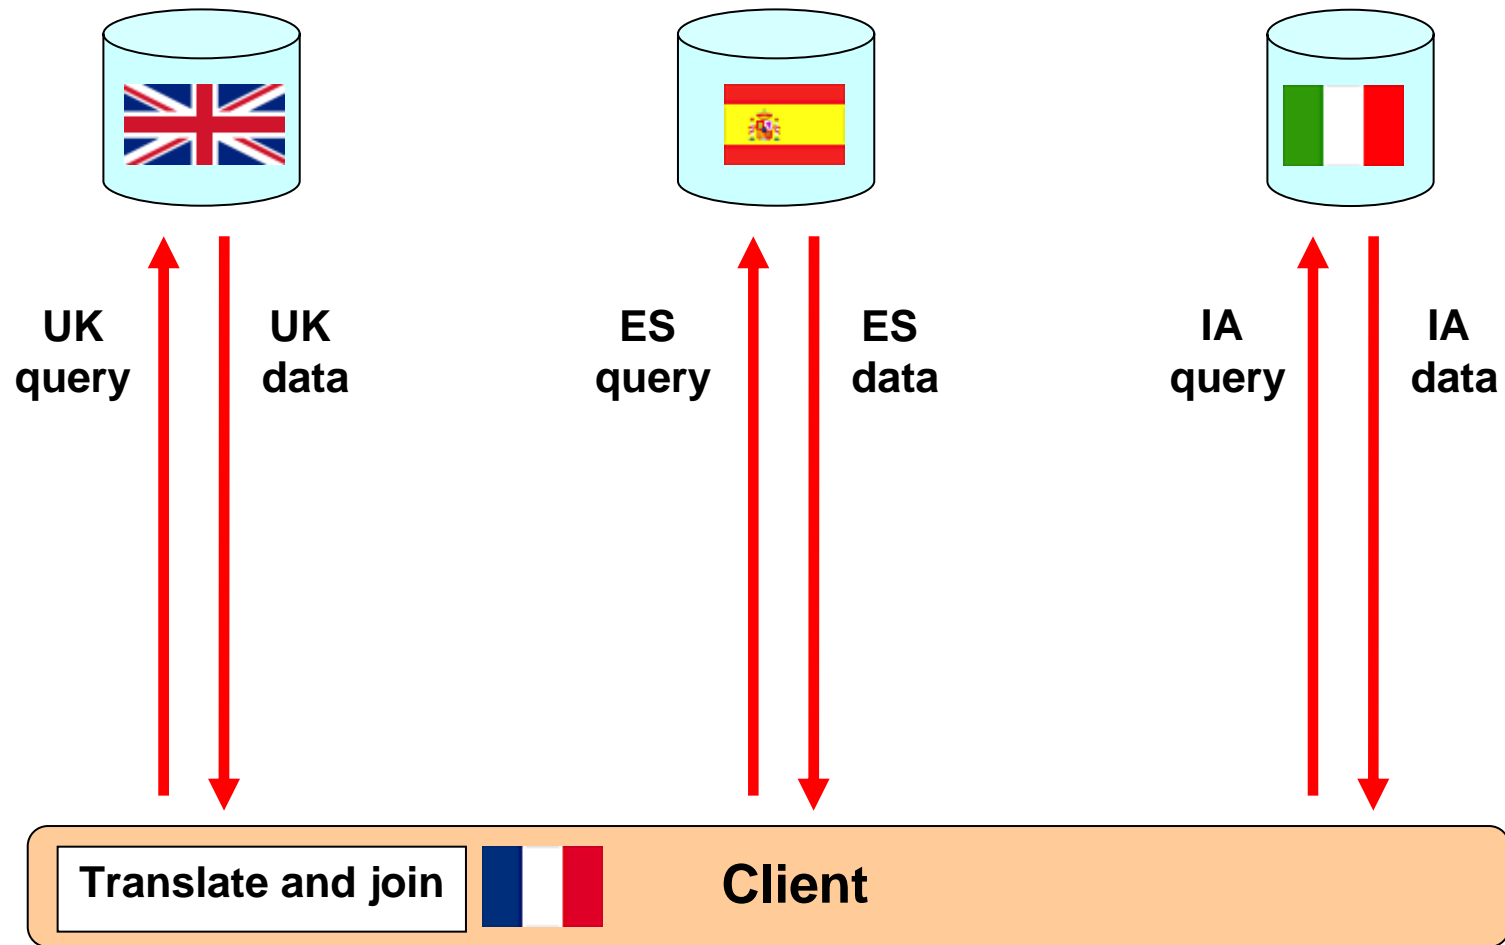 UK
query
UK
data
ES
query
ES
data
IA
query
IA
data
Translate and join
Client